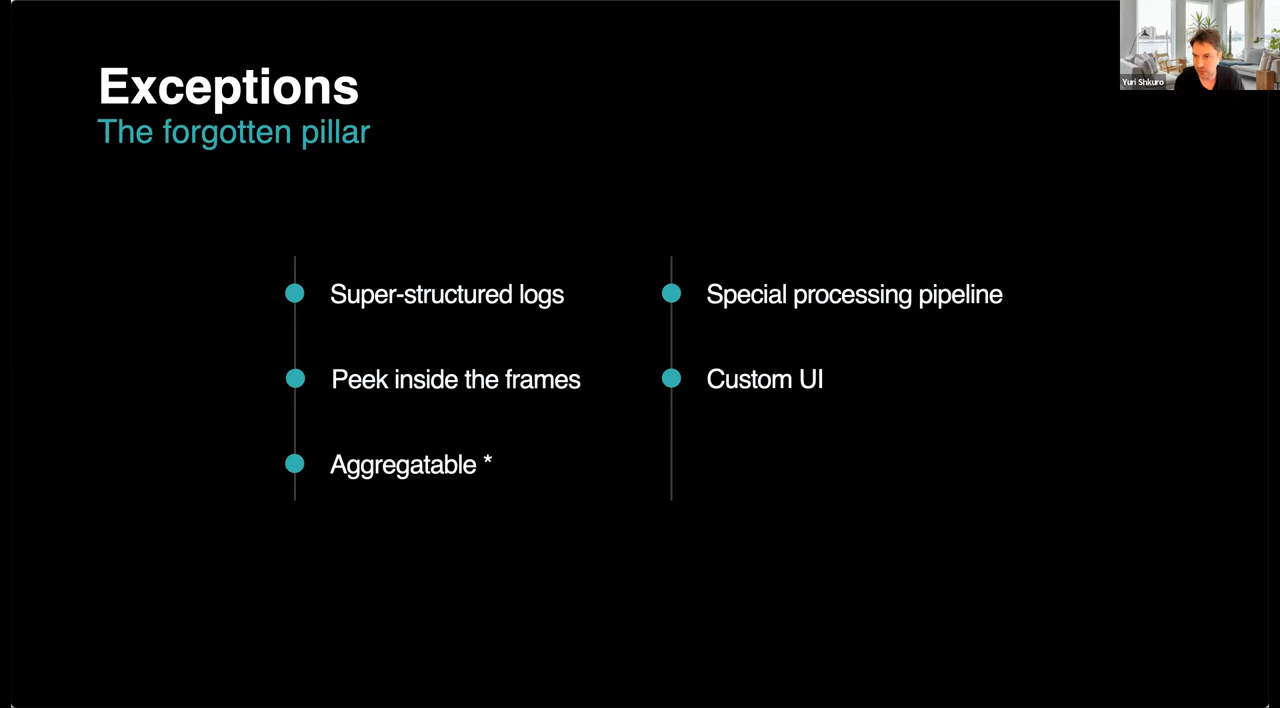 Exceptions
The forgotten pillar
Super-structured logs
Peek inside the frames
Aggregatable *
Special processing pipeline
Custom UI
Yuri Shkuro